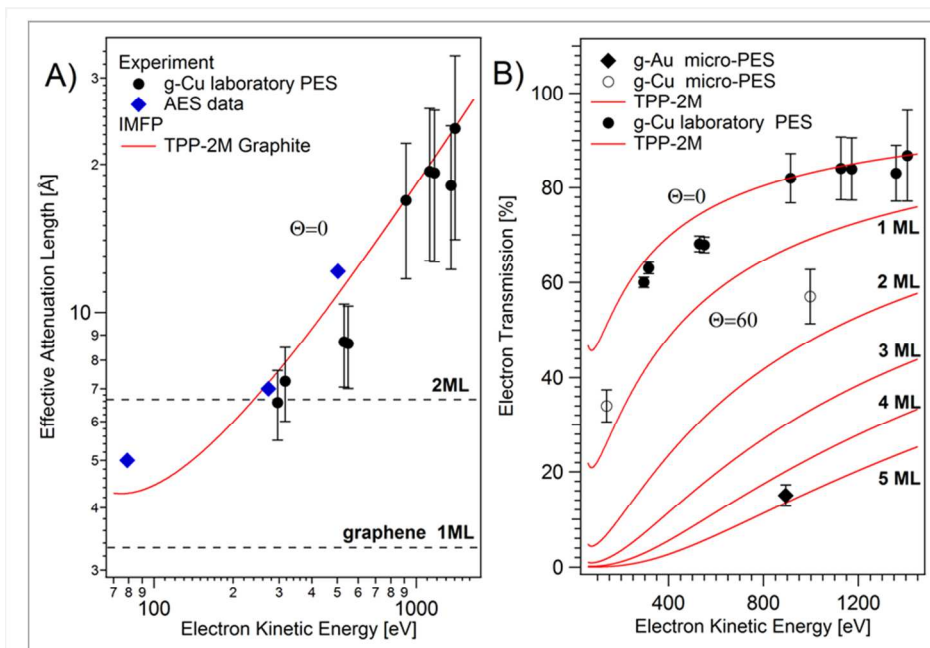 A)
Experiment
g-Cu laboratory PES
AES data
IMFP
TPP-2M Graphite
Θ=0
2ML
graphene 1ML
Effective Attenuation Length [Å]
3
2
10
9
8
7
6
5
4
3
7 8 9 100 2 3 4 5 6 7 8 9 1000
Electron Kinetic Energy [eV]
B)
g-Au micro-PES
g-Cu micro-PES
TPP-2M
g-Cu laboratory PES
TPP-2M
Θ=0
1 ML
2 ML
Θ=60
3 ML
4 ML
5 ML
Electron Transmission [%]
100
80
60
40
20
0
400 800 1200
Electron Kinetic Energy [eV]